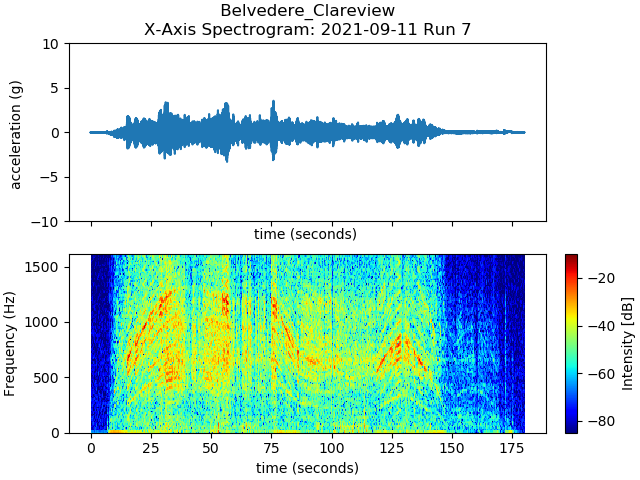 Belvedere_Clareview
X-Axis Spectrogram: 2021-09-11 Run 7
10
5
0
−5
−10
acceleration (g)
time (seconds)
1500
1000
500
0
Frequency (Hz)
0 25 50 75 100 125 150 175
time (seconds)
−20
−40
−60
−80
Intensity [dB]